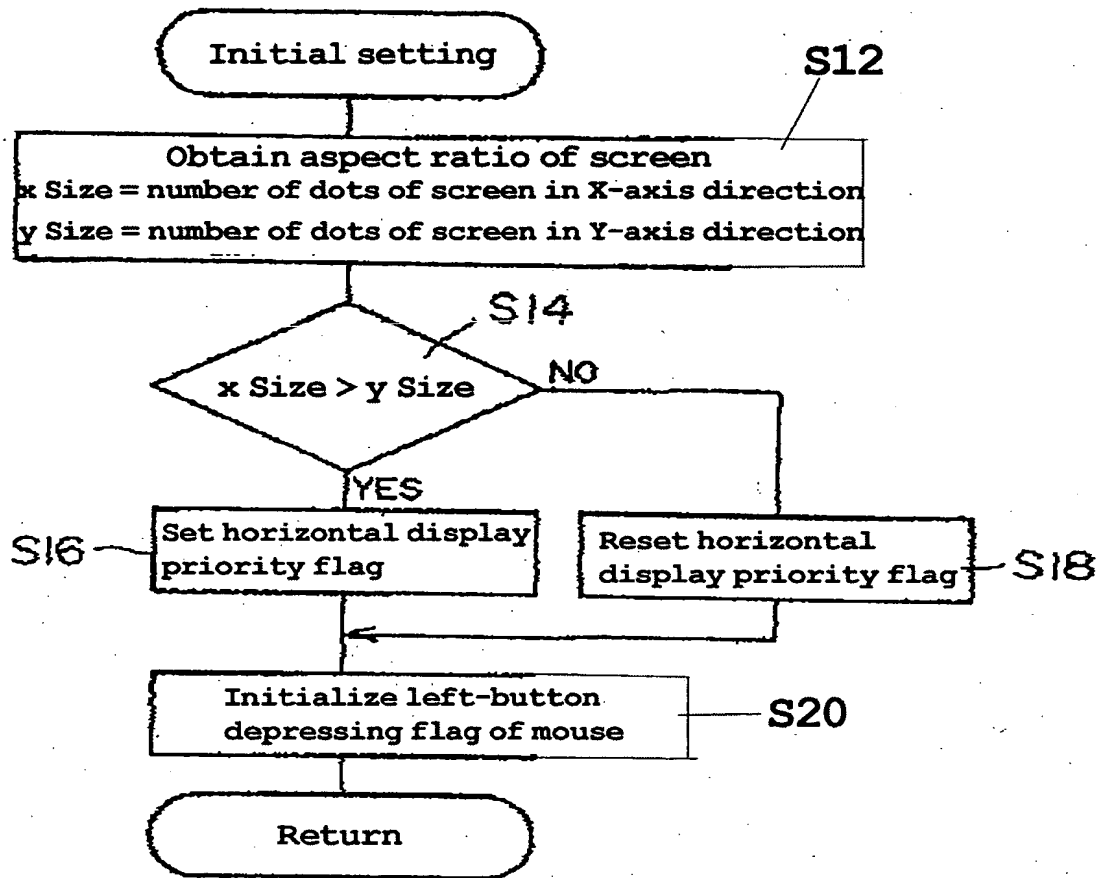 Initial setting
S12
Obtain aspect ratio of screen
x Size = number of dots of screen in X-axis direction
y Size = number of dots of screen in Y-axis direction
S14
x Size > y Size
NO
YES
S16
Set horizontal display
priority flag
Reset horizontal
display priority flag
S18
Initialize left-button
depressing flag of mouse
S20
Return